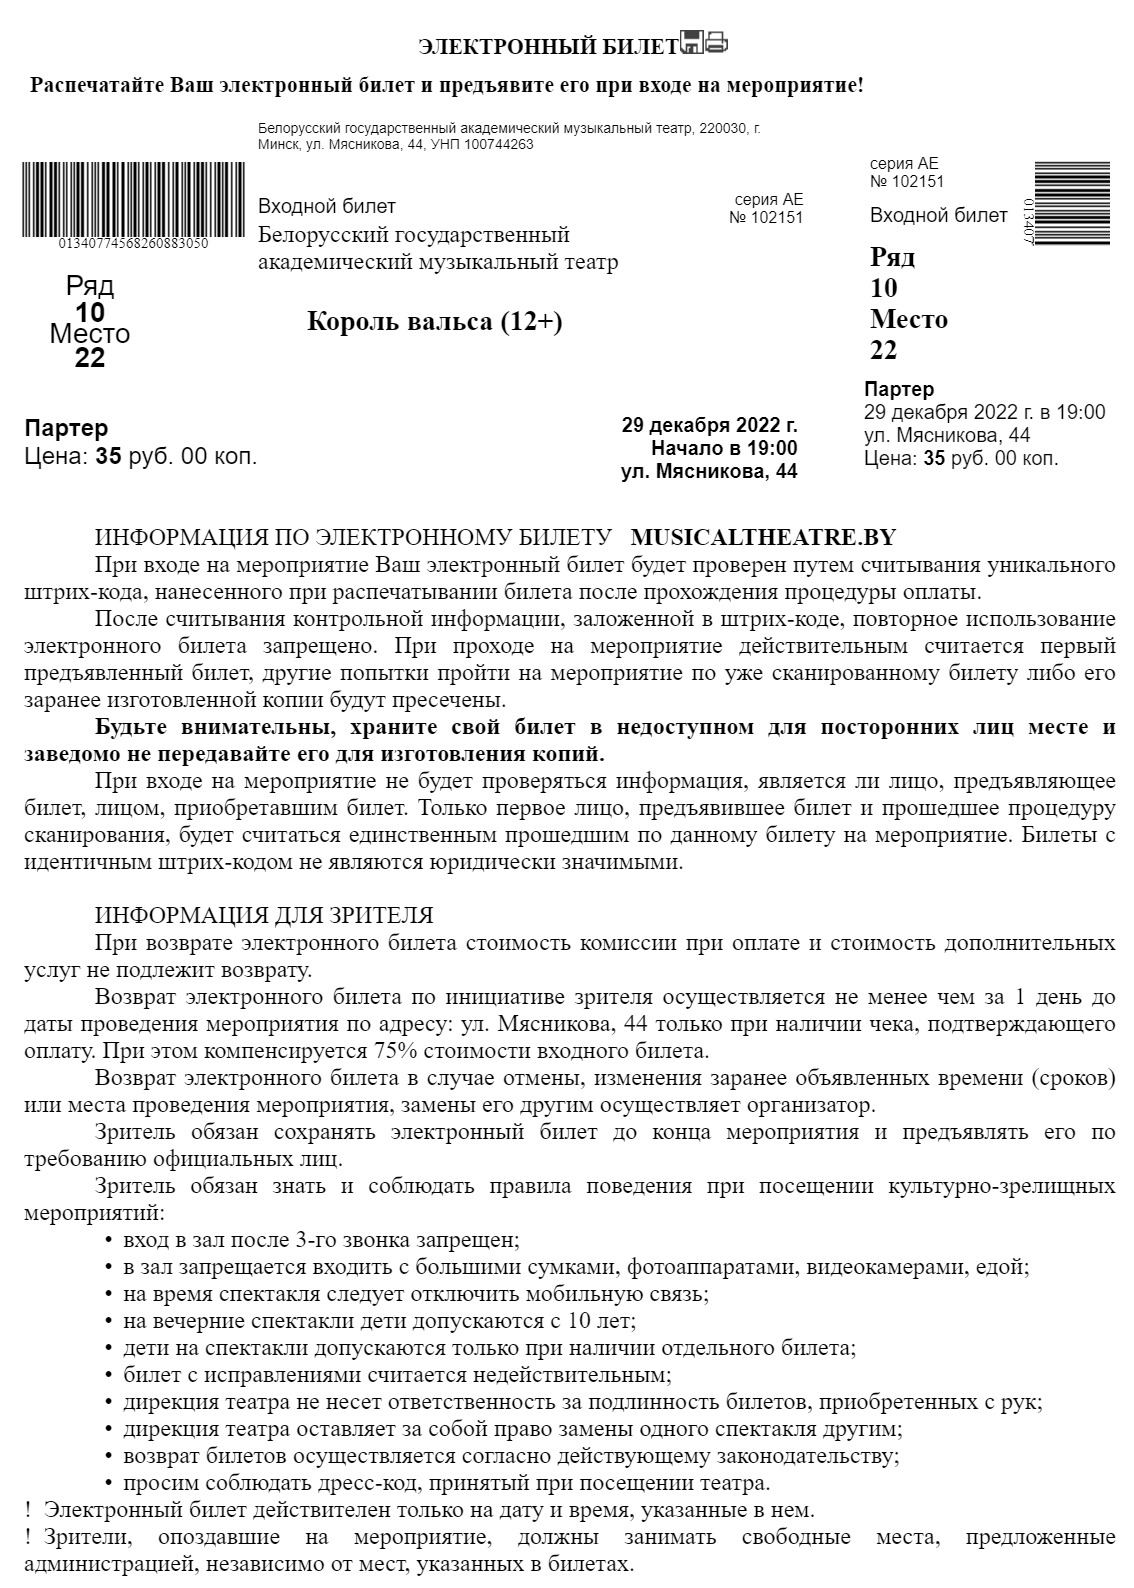 ЭЛЕКТРОННЫЙ БИЛЕТ
Распечатайте Ваш электронный билет и предъявите его при входе на мероприятие!
Белорусский государственный академический музыкальный театр, 220030, г.
Минск, ул. Мясникова, 44, УНП 100744263
01340774568260883050
Ряд
10
Место
22
Партер
Цена: 35 руб. 00 коп.
Входной билет
Белорусский государственный
академический музыкальный театр
серия АЕ
№ 102151
Король вальса (12+)
29 декабря 2022 г.
Начало в 19:00
ул. Мясникова, 44
серия АЕ
№ 102151
Входной билет
013407
Ряд
10
Место
22
Партер
29 декабря 2022 г. в 19:00
ул. Мясникова, 44
Цена: 35 руб. 00 коп.
ИНФОРМАЦИЯ ПО ЭЛЕКТРОННОМУ БИЛЕТУ MUSICALTHEATRE.BY
При входе на мероприятие Ваш электронный билет будет проверен путем считывания уникального
штрих-кода, нанесенного при распечатывании билета после прохождения процедуры оплаты.
После считывания контрольной информации, заложенной в штрих-коде, повторное использование
электронного билета запрещено. При проходе на мероприятие действительным считается первый
предъявленный билет, другие попытки пройти на мероприятие по уже сканированному билету либо его
заранее изготовленной копии будут пресечены.
Будьте внимательны, храните свой билет в недоступном для посторонних лиц месте и
заведомо не передавайте его для изготовления копий.
При входе на мероприятие не будет проверяться информация, является ли лицо, предъявляющее
билет, лицом, приобретавшим билет. Только первое лицо, предъявившее билет и прошедшее процедуру
сканирования, будет считаться единственным прошедшим по данному билету на мероприятие. Билеты с
идентичным штрих-кодом не являются юридически значимыми.
ИНФОРМАЦИЯ ДЛЯ ЗРИТЕЛЯ
При возврате электронного билета стоимость комиссии при оплате и стоимость дополнительных
услуг не подлежит возврату.
Возврат электронного билета по инициативе зрителя осуществляется не менее чем за 1 день до
даты проведения мероприятия по адресу: ул. Мясникова, 44 только при наличии чека, подтверждающего
оплату. При этом компенсируется 75% стоимости входного билета.
Возврат электронного билета в случае отмены, изменения заранее объявленных времени (сроков)
или места проведения мероприятия, замены его другим осуществляет организатор.
Зритель обязан сохранять электронный билет до конца мероприятия и предъявлять его по
требованию официальных лиц.
Зритель обязан знать и соблюдать правила поведения при посещении культурно-зрелищных
мероприятий:
• вход в зал после 3-го звонка запрещен;
• в зал запрещается входить с большими сумками, фотоаппаратами, видеокамерами, едой;
• на время спектакля следует отключить мобильную связь;
• на вечерние спектакли дети допускаются с 10 лет;
• дети на спектакли допускаются только при наличии отдельного билета;
• билет с исправлениями считается недействительным;
• дирекция театра не несет ответственность за подлинность билетов, приобретенных с рук;
• дирекция театра оставляет за собой право замены одного спектакля другим;
• возврат билетов осуществляется согласно действующему законодательству;
• просим соблюдать дресс-код, принятый при посещении театра.
! Электронный билет действителен только на дату и время, указанные в нем.
! Зрители, опоздавшие на мероприятие, должны занимать свободные места, предложенные
администрацией, независимо от мест, указанных в билетах.